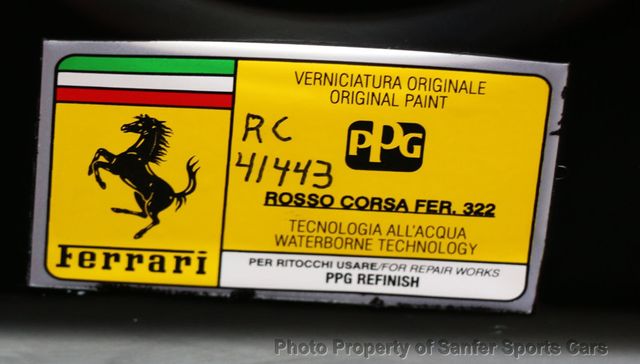 VERNICIATURA ORIGINALE
ORIGINAL PAINT
RC
41443
PPG
ROSSO CORSA FER. 322
TECNOLOGIA ALL'ACQUA
WATERBORNE TECHNOLOGY
Ferrari
PER RITOCCHI USARE/FOR REPAIR WORKS
PPG REFINISH
Photo Property of Sanfer Sports Cars